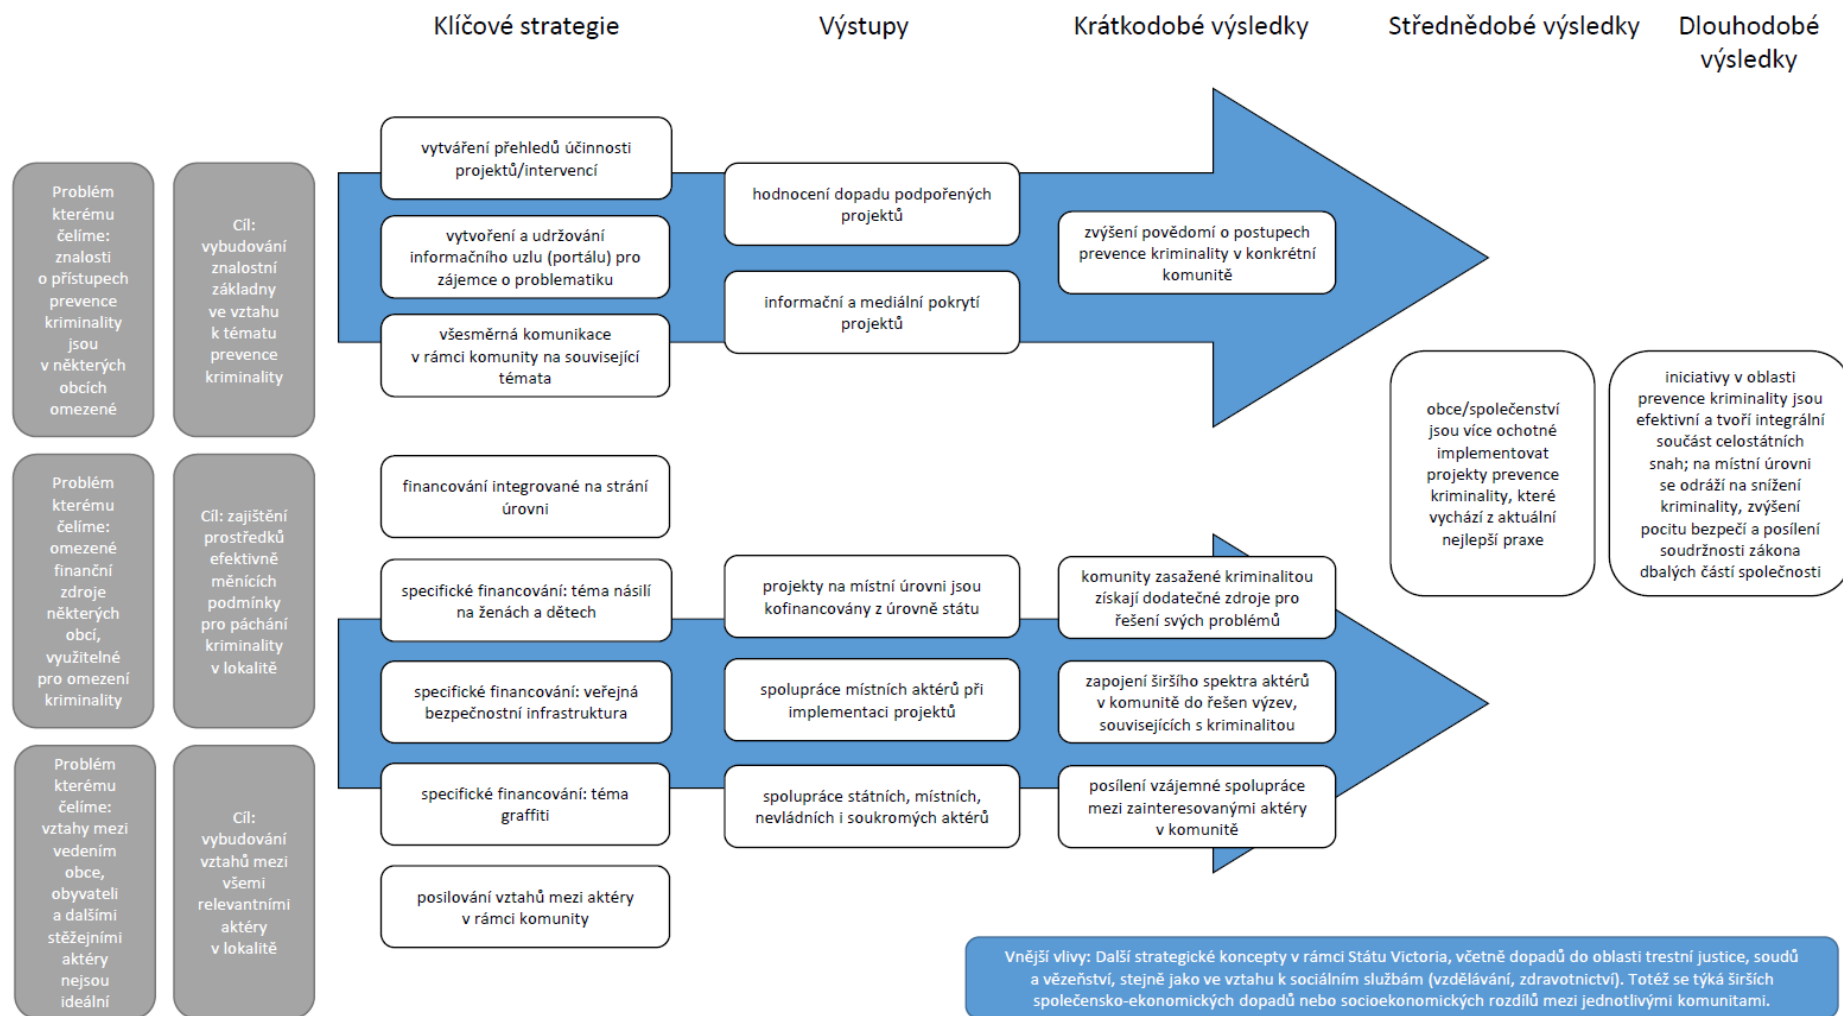 Klíčové strategie
Výstupy
Krátkodobé výsledky
Střednědobé výsledky
Dlouhodobé
výsledky
Problém
kterému
čelíme:
znalosti
o přístupech
prevence
kriminality
jsou
v některých
obcích
omezené
Cíl:
vybudování
znalostní
základny
ve vztahu
k tématu
prevence
kriminality
vytváření přehledů účinnosti
projektů/intervencí
vytvoření a udržování
informačního uzlu (portálu) pro
zájemce o problematiku
všesměrná komunikace
v rámci komunity na související
témata
hodnocení dopadu podpořených
projektů
informační a mediální pokrytí
projektů
zvýšení povědomí o postupech
prevence kriminality v konkrétní
komunitě
Problém
kterému
čelíme:
omezené
finanční
zdroje
některých
obcí,
využitelné
pro omezení
kriminality
Cíl: zajištění
prostředků
efektivně
měnících
podmínky
pro páchání
kriminality
v lokalitě
Problém
kterému
čelíme:
vztahy mezi
vedením
obce,
obyvateli
a dalšími
stěžejními
aktéry
nejsou
ideální
Cíl:
vybudování
vztahů mezi
všemi
relevantními
aktéry
v lokalitě
financování integrované na strání
úrovni
specifické financování: téma násilí
na ženách a dětech
specifické financování: veřejná
bezpečnostní infrastruktura
specifické financování: téma
graffiti
posilování vztahů mezi aktéry
v rámci komunity
projekty na místní úrovni jsou
kofinancovány z úrovně státu
spolupráce místních aktérů při
implementaci projektů
spolupráce státních, místních,
nevládních i soukromých aktérů
komunity zasažené kriminalitou
získají dodatečné zdroje pro
řešení svých problémů
zapojení širšího spektra aktérů
v komunitě do řešen výzev,
souvisejících s kriminalitou
posílení vzájemné spolupráce
mezi zainteresovanými aktéry
v komunitě
obce/společenství
jsou více ochotné
implementovat
projekty prevence
kriminality, které
vychází z aktuální
nejlepší praxe
iniciativy v oblasti
prevence kriminality jsou
efektivní a tvoří integrální
součást celostátních
snah; na místní úrovni
se odráží na snížení
kriminality, zvýšení
pocitu bezpečí a posílení
soudržnosti zákona
dbalých částí společnosti
Vnější vlivy: Další strategické koncepty v rámci Státu Victoria, včetně dopadů do oblasti trestní justice, soudů
a vězeňství, stejně jako ve vztahu k sociálním službám (vzdělávání, zdravotnictví). Totéž se týká širších
společensko-ekonomických dopadů nebo socioekonomických rozdílů mezi jednotlivými komunitami.